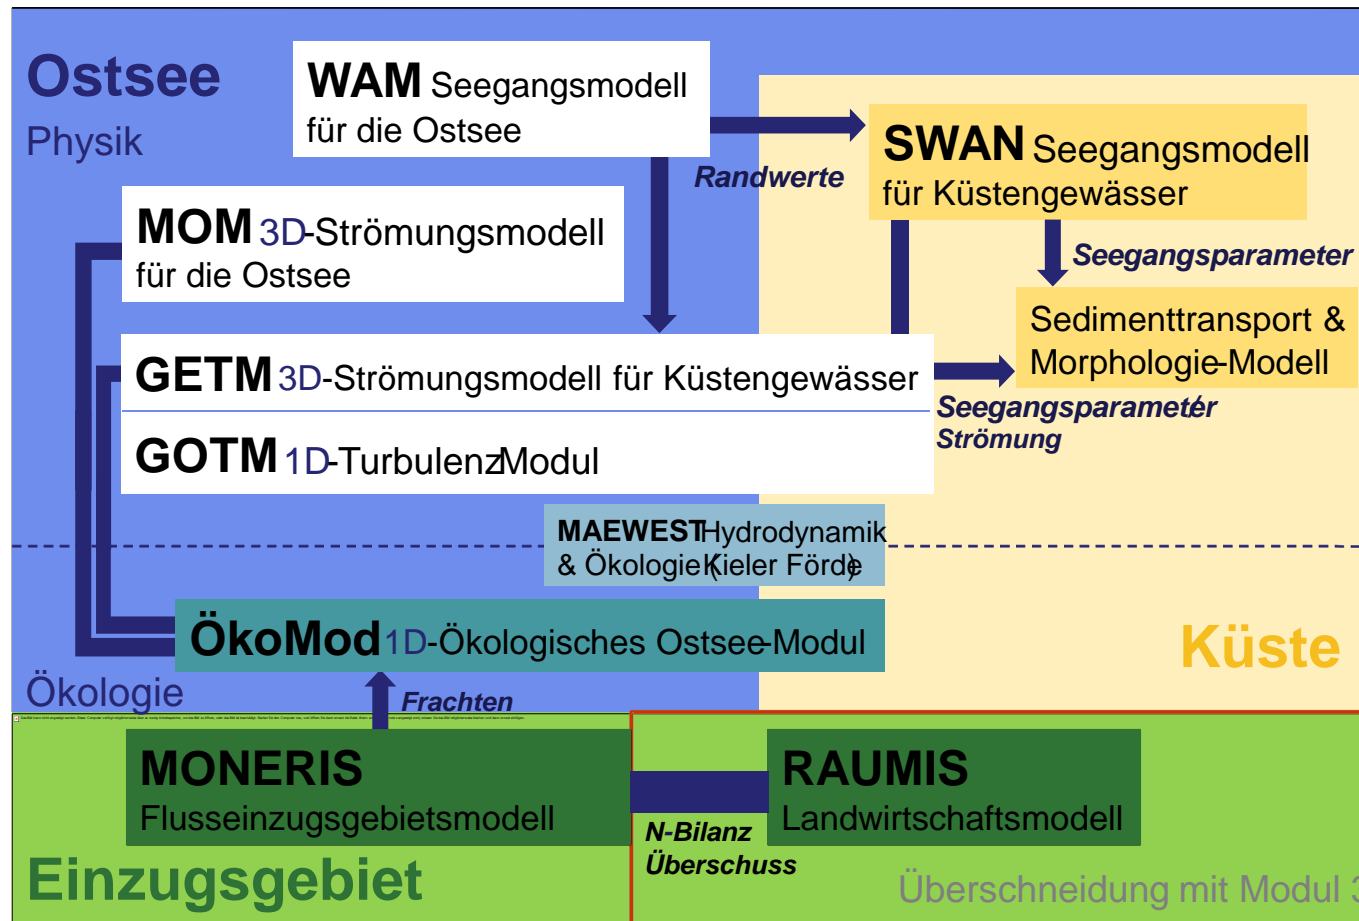 Ostsee
Physik
WAM Seegangsmodell
für die Ostsee
Randwerte
SWAN Seegangsmodell
für Küstengewässer
MOM 3D-Strömungsmodell
für die Ostsee
Seegangsparameter
Sedimenttransport &
Morphologie-Modell
GETM 3D-Strömungsmodell für Küstengewässer
Seegangsparameter/
Strömung
GOTM 1D-TurbulenzModul
MAEWEST Hydrodynamik
& Ökologie (Kieler Förde)
ÖkoMod 1D-Ökologisches Ostsee-Modul
Küste
Ökologie
Frachten
MONERIS
Flusseinzugsgebietsmodell
RAUMIS
Landwirtschaftsmodell
N-Bilanz
Überschuss
Einzugsgebiet
Überschneidung mit Modul 3